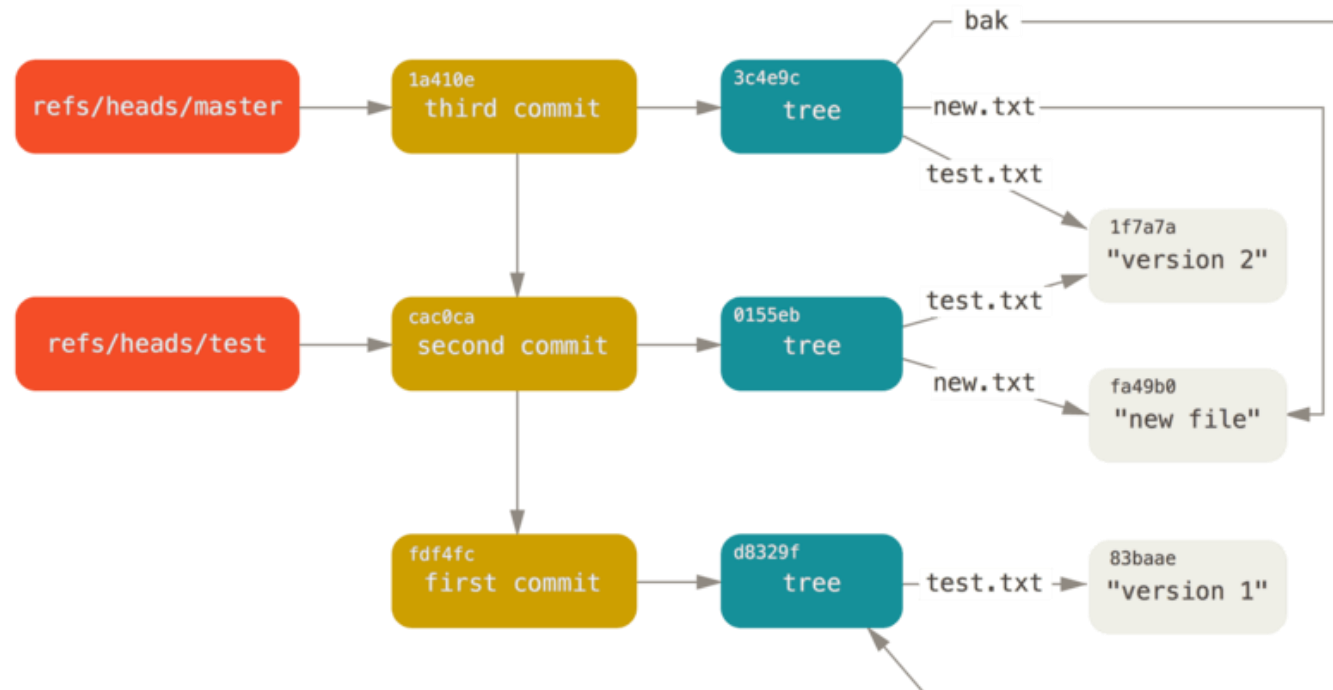 bak
refs/heads/master
1a410e
third commit
3c4e9c
tree
new.txt
test.txt
1f7a7a
"version 2"
refs/heads/test
cac0ca
second commit
0155eb
tree
test.txt
new.txt
fa49b0
"new file"
fdf4fc
first commit
d8329f
tree
test.txt
83baae
"version 1"